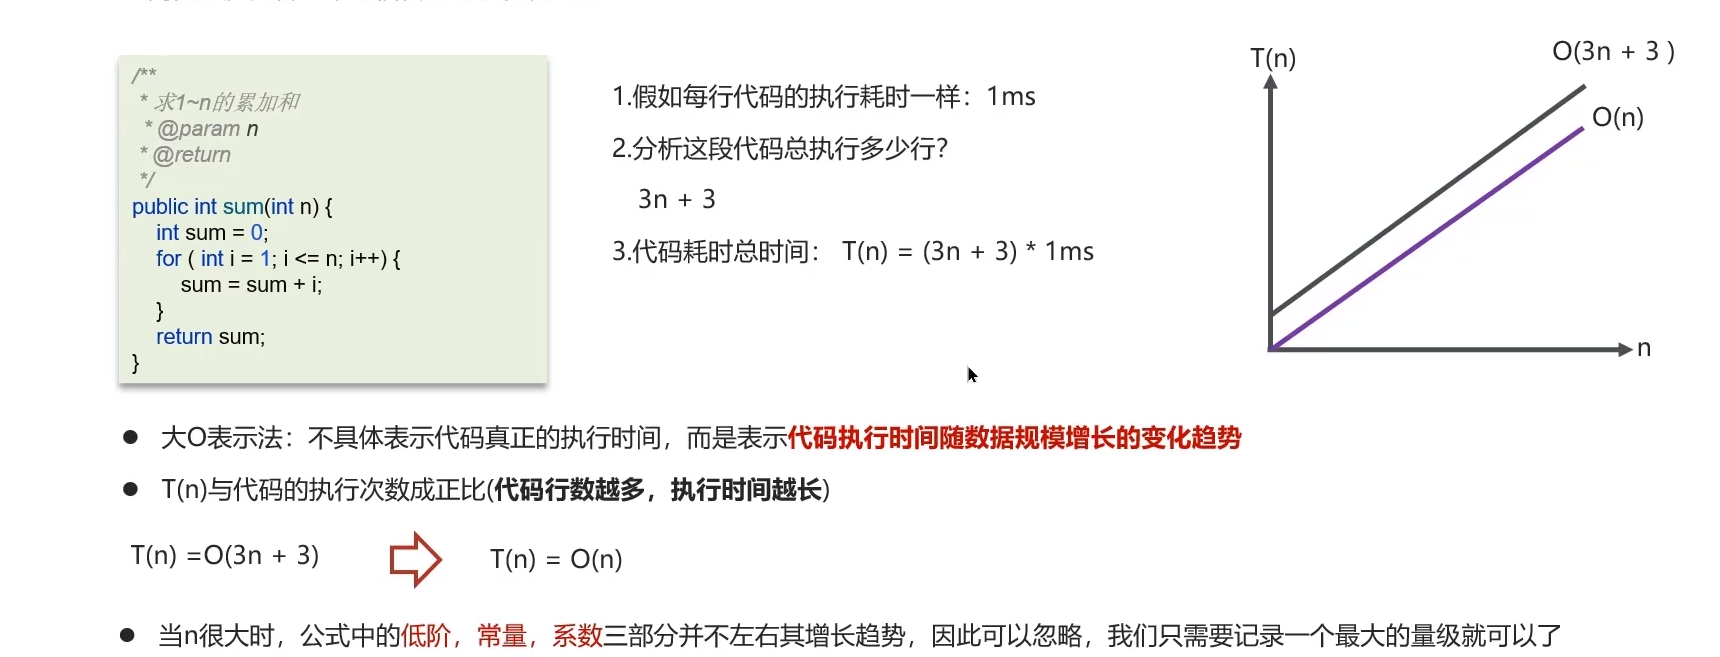 /**
* 求1~n的累加和
* @param n
* @return
*/
public int sum(int n) {
int sum = 0;
for ( int i = 1; i <= n; i++) {
sum = sum + i;
}
return sum;
}
1.假如每行代码的执行耗时一样：1ms
2.分析这段代码总执行多少行？
3n + 3
3.代码耗时总时间： T(n) = (3n + 3) * 1ms
T(n)
O(3n + 3 )
O(n)
n
● 大O表示法：不具体表示代码真正的执行时间，而是表示代码执行时间随数据规模增长的变化趋势
● T(n)与代码的执行次数成正比(代码行数越多，执行时间越长)
T(n) =O(3n + 3)
T(n) = O(n)
● 当n很大时，公式中的低阶，常量，系数三部分并不左右其增长趋势，因此可以忽略，我们只需要记录一个最大的量级就可以了